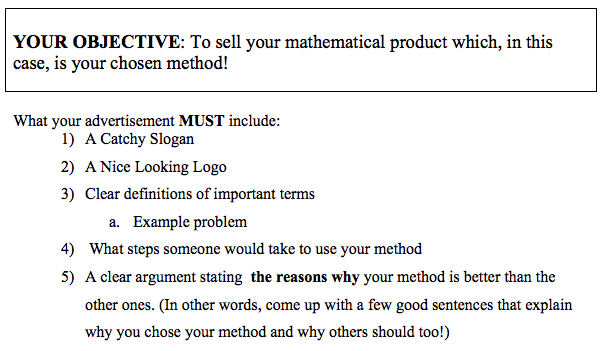 YOUR OBJECTIVE: To sell your mathematical product which, in this
case, is your chosen method!
What your advertisement MUST include:
1) A Catchy Slogan
2) A Nice Looking Logo
3) Clear definitions of important terms
a. Example problem
4) What steps someone would take to use your method
5) A clear argument stating the reasons why your method is better than the
other ones. (In other words, come up with a few good sentences that explain
why you chose your method and why others should too!)